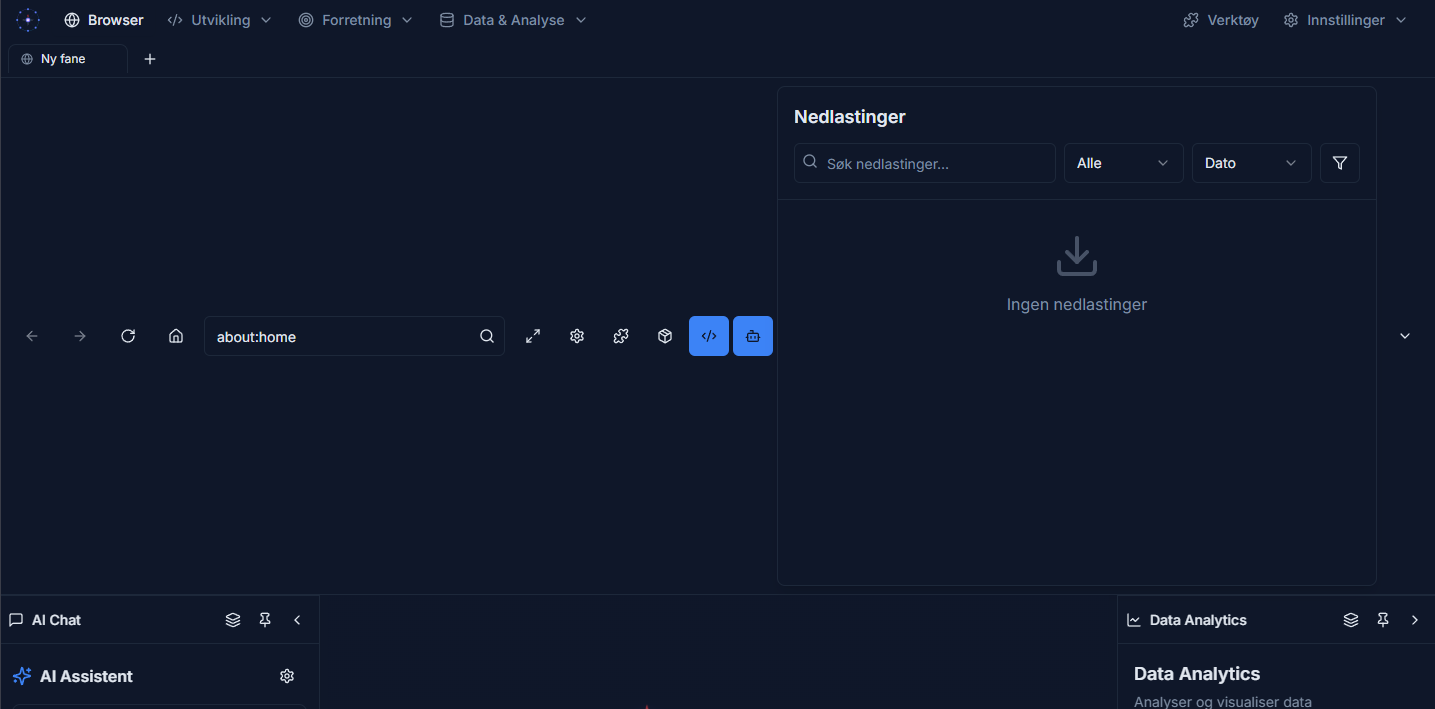 Browser
Utvikling
Forretning
Data & Analyse
Verktøy
Innstillinger
Ny fane
Nedlastinger
Søk nedlastinger...
Alle
Dato
Ingen nedlastinger
about:home
AI Chat
Data Analytics
AI Assistent
Data Analytics
Analyser og visualiser data